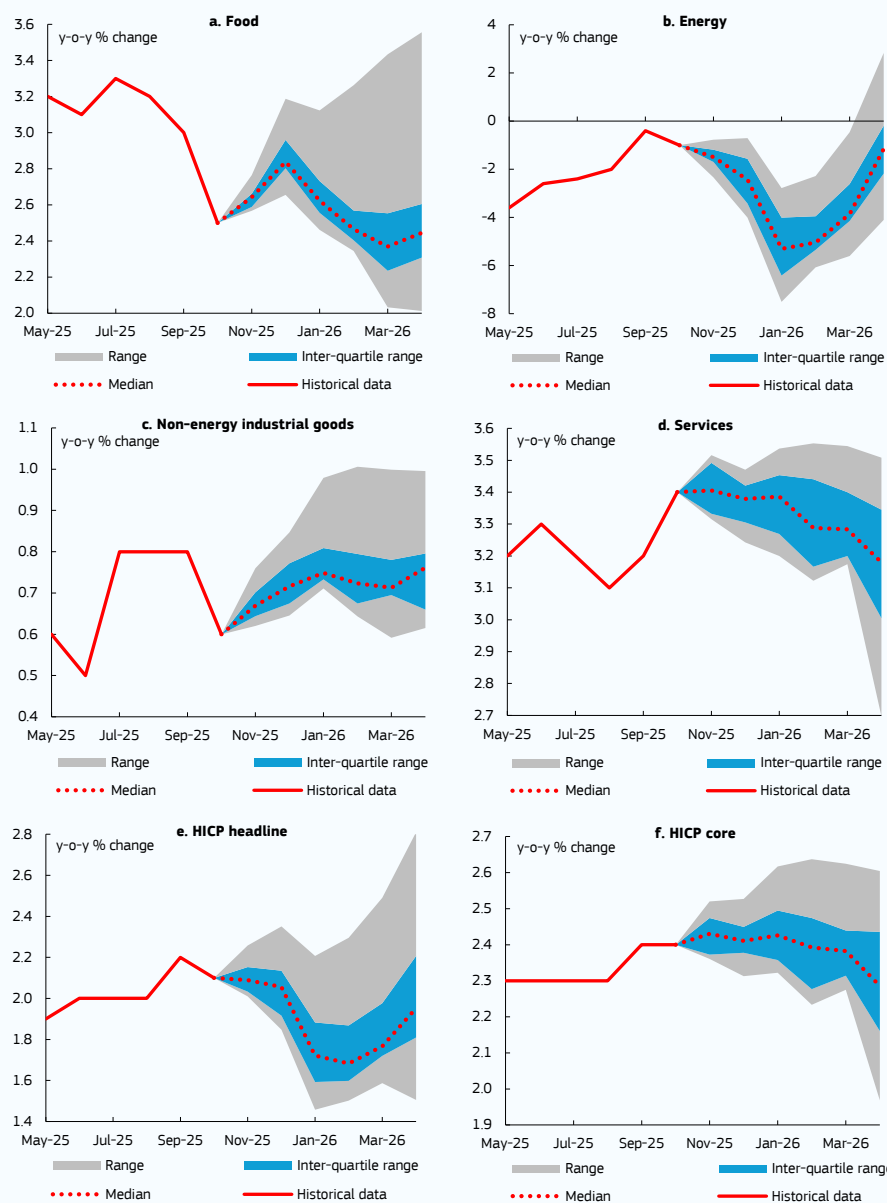 a. Food
y-o-y % change
3.6
3.4
3.2
3.0
2.8
2.6
2.4
2.2
2.0
May-25 Jul-25 Sep-25 Nov-25 Jan-26 Mar-26
Range Inter-quartile range
Median Historical data
b. Energy
y-o-y % change
4
2
0
-2
-4
-6
-8
May-25 Jul-25 Sep-25 Nov-25 Jan-26 Mar-26
Range Inter-quartile range
Median Historical data
c. Non-energy industrial goods
y-o-y % change
1.1
1.0
0.9
0.8
0.7
0.6
0.5
0.4
May-25 Jul-25 Sep-25 Nov-25 Jan-26 Mar-26
Range Inter-quartile range
Median Historical data
d. Services
y-o-y % change
3.6
3.5
3.4
3.3
3.2
3.1
3.0
2.9
2.8
2.7
May-25 Jul-25 Sep-25 Nov-25 Jan-26 Mar-26
Range Inter-quartile range
Median Historical data
e. HICP headline
y-o-y % change
2.8
2.6
2.4
2.2
2.0
1.8
1.6
1.4
May-25 Jul-25 Sep-25 Nov-25 Jan-26 Mar-26
Range Inter-quartile range
Median Historical data
f. HICP core
y-o-y % change
2.7
2.6
2.5
2.4
2.3
2.2
2.1
2.0
1.9
May-25 Jul-25 Sep-25 Nov-25 Jan-26 Mar-26
Range Inter-quartile range
Median Historical data